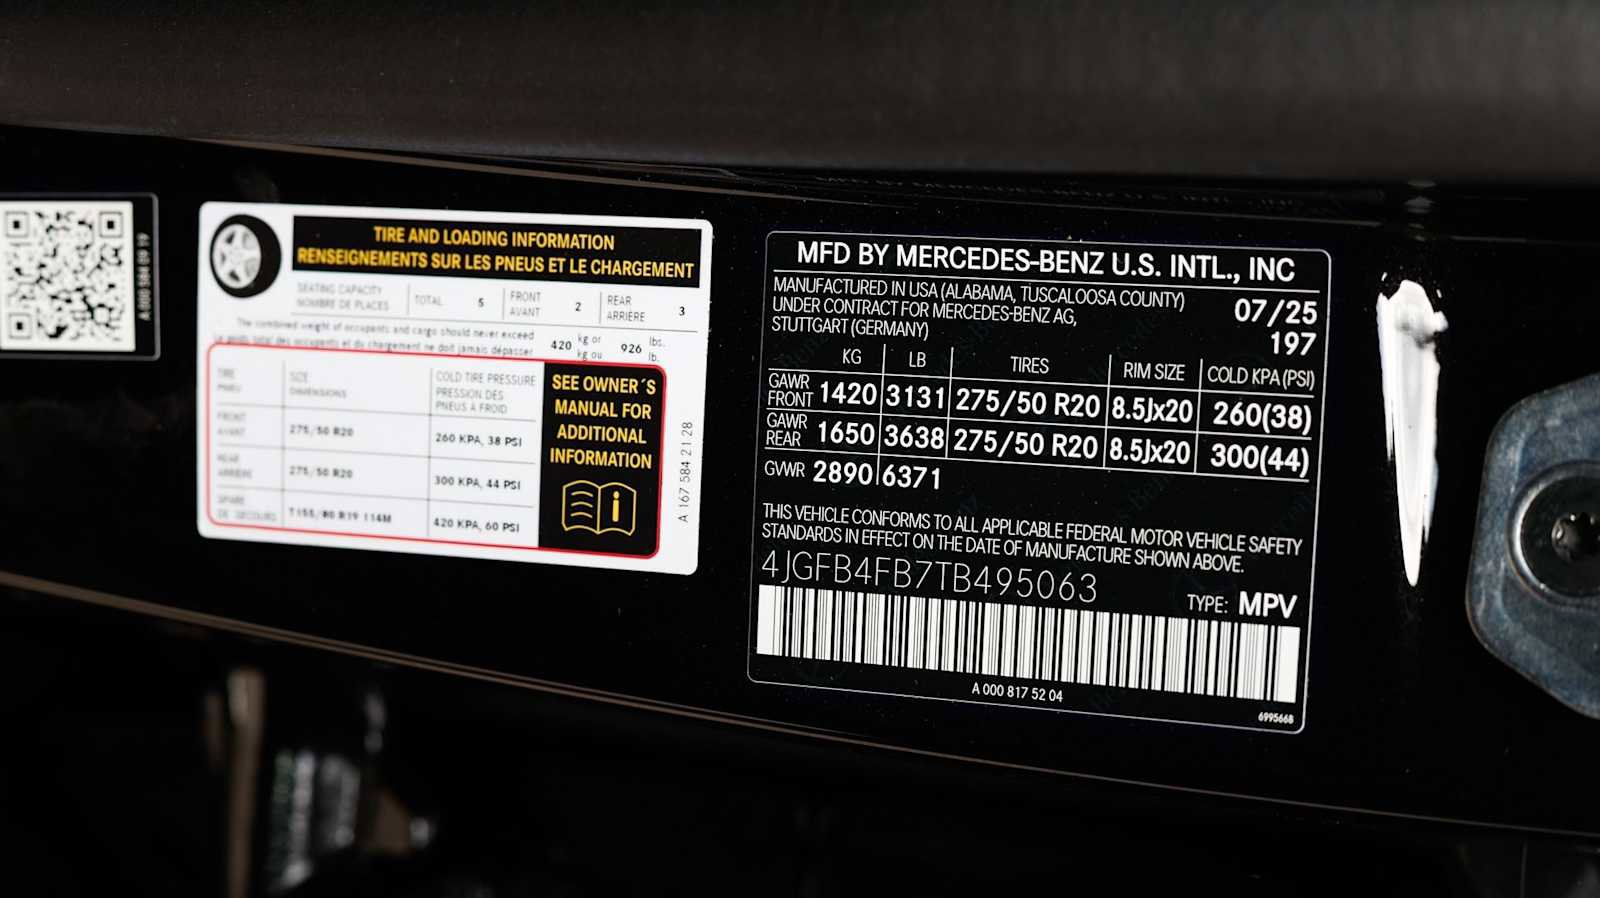 A 000 584 09 19
TIRE AND LOADING INFORMATION
RENSEIGNEMENTS SUR LES PNEUS ET LE CHARGEMENT
SEATING CAPACITY
NOMBRE DE PLACES
TOTAL 5
FRONT
AVANT 2
REAR
ARRIÈRE 3
The combined weight of occupants and cargo should never exceed
Le poids total des occupants et du chargement ne doit jamais dépasser
420 kg or
kg ou
926 lbs.
lb.
TIRE
PNEU
SIZE
DIMENSIONS
COLD TIRE PRESSURE
PRESSION DES
PNEUS A FROID
FRONT
AVANT
275/50 R20
260 KPA, 38 PSI
REAR
ARRIÈRE
275/50 R20
300 KPA, 44 PSI
SPARE
DE SECOURS
T155/80 R19 114M
420 KPA, 60 PSI
SEE OWNER´S
MANUAL FOR
ADDITIONAL
INFORMATION
A 167 584 21 28
MFD BY MERCEDES-BENZ U.S. INTL., INC
MANUFACTURED IN USA (ALABAMA, TUSCALOOSA COUNTY)
UNDER CONTRACT FOR MERCEDES-BENZ AG,
STUTTGART (GERMANY)
07/25
197
KG LB TIRES RIM SIZE COLD KPA (PSI)
GAWR
FRONT 1420 3131 275/50 R20 8.5Jx20 260(38)
GAWR
REAR 1650 3638 275/50 R20 8.5Jx20 300(44)
GVWR 2890 6371
THIS VEHICLE CONFORMS TO ALL APPLICABLE FEDERAL MOTOR VEHICLE SAFETY
STANDARDS IN EFFECT ON THE DATE OF MANUFACTURE SHOWN ABOVE.
4JGFB4FB7TB495063
TYPE: MPV
A 000 817 52 04
6995668